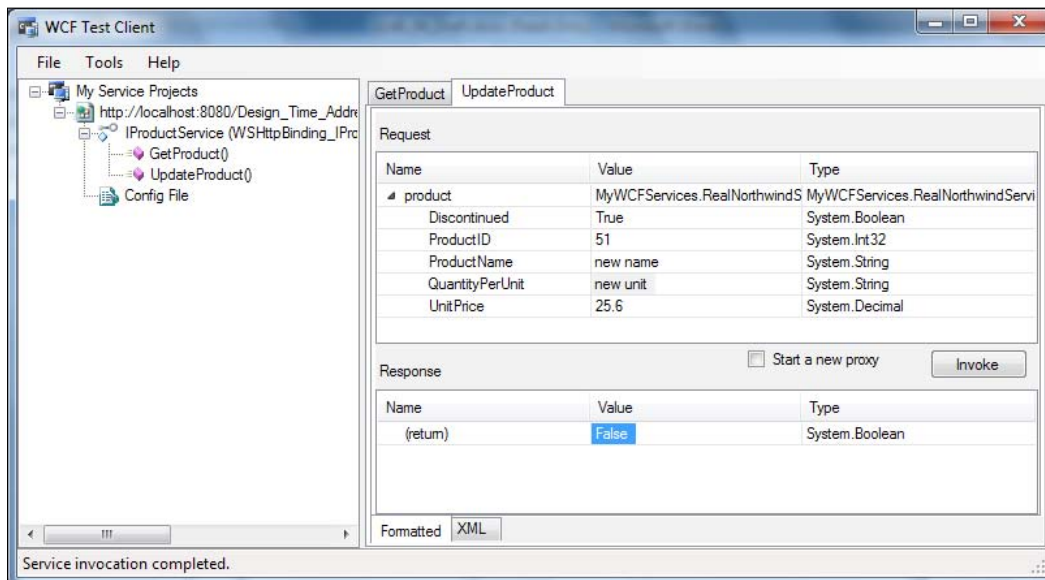 WCF Test Client
File Tools Help
My Service Projects
http://localhost:8080/Design_Time_Addre
IProductService (WSHttpBinding_IPro
GetProduct()
UpdateProduct()
Config File
GetProduct UpdateProduct
Request
Name Value Type
product MyWCFServices.RealNorthwindS MyWCFServices.RealNorthwindServi
Discontinued True System.Boolean
ProductID 51 System.Int32
ProductName new name System.String
QuantityPerUnit new unit System.String
UnitPrice 25.6 System.Decimal
Start a new proxy Invoke
Response
Name Value Type
(return) False System.Boolean
Formatted XML
Service invocation completed.